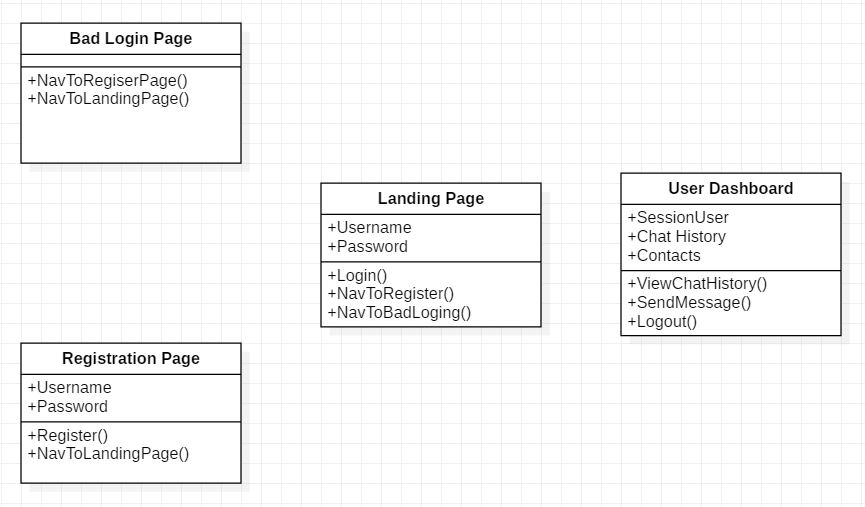 Bad Login Page
+NavToRegiserPage()
+NavToLandingPage()
Landing Page
+Username
+Password
+Login()
+NavToRegister()
+NavToBadLoging()
User Dashboard
+SessionUser
+Chat History
+Contacts
+ViewChatHistory()
+SendMessage()
+Logout()
Registration Page
+Username
+Password
+Register()
+NavToLandingPage()